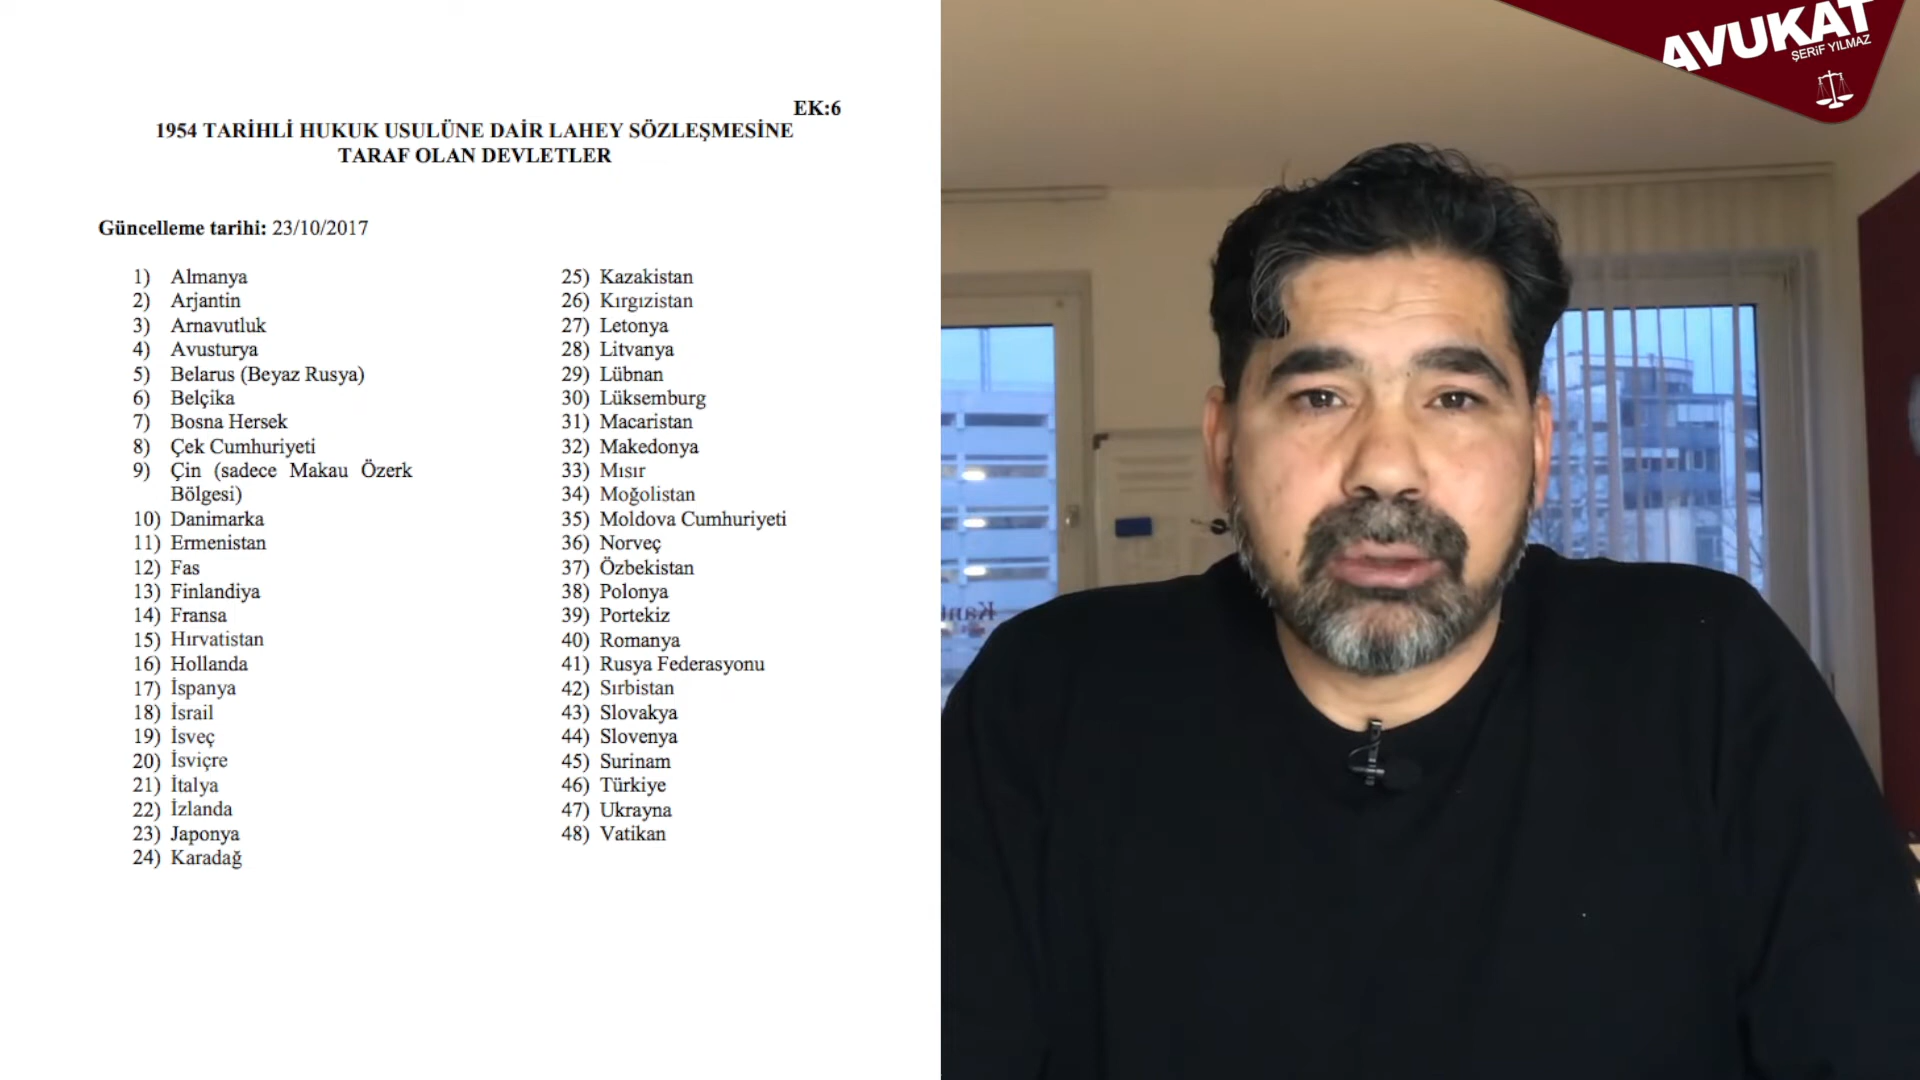 EK:6
1954 TARİHLİ HUKUK USULÜNE DAİR LAHEY SÖZLEŞMESİNE
TARAF OLAN DEVLETLER
Güncelleme tarihi: 23/10/2017
1) Almanya
2) Arjantin
3) Arnavutluk
4) Avusturya
5) Belarus (Beyaz Rusya)
6) Belçika
7) Bosna Hersek
8) Çek Cumhuriyeti
9) Çin (sadece Makau Özerk
Bölgesi)
10) Danimarka
11) Ermenistan
12) Fas
13) Finlandiya
14) Fransa
15) Hırvatistan
16) Hollanda
17) İspanya
18) İsrail
19) İsveç
20) İsviçre
21) İtalya
22) İzlanda
23) Japonya
24) Karadağ
25) Kazakistan
26) Kırgızistan
27) Letonya
28) Litvanya
29) Lübnan
30) Lüksemburg
31) Macaristan
32) Makedonya
33) Mısır
34) Moğolistan
35) Moldova Cumhuriyeti
36) Norveç
37) Özbekistan
38) Polonya
39) Portekiz
40) Romanya
41) Rusya Federasyonu
42) Sırbistan
43) Slovakya
44) Slovenya
45) Surinam
46) Türkiye
47) Ukrayna
48) Vatikan
AVUKAT
ŞERİF YILMAZ